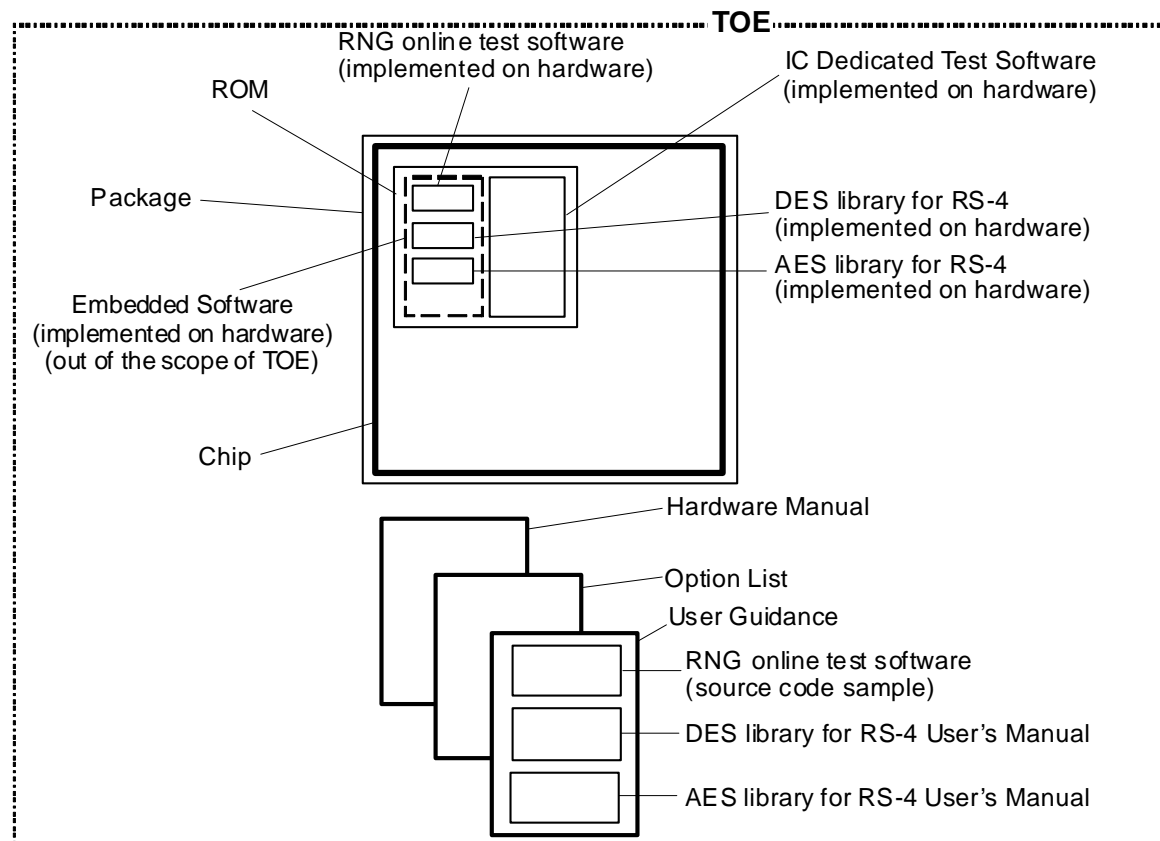 TOE
RNG online test software
(implemented on hardware)
IC Dedicated Test Software
(implemented on hardware)
ROM
Package
DES library for RS-4
(implemented on hardware)
AES library for RS-4
(implemented on hardware)
Embedded Software
(implemented on hardware)
(out of the scope of TOE)
Chip
Hardware Manual
Option List
User Guidance
RNG online test software
(source code sample)
DES library for RS-4 User’s Manual
AES library for RS-4 User’s Manual